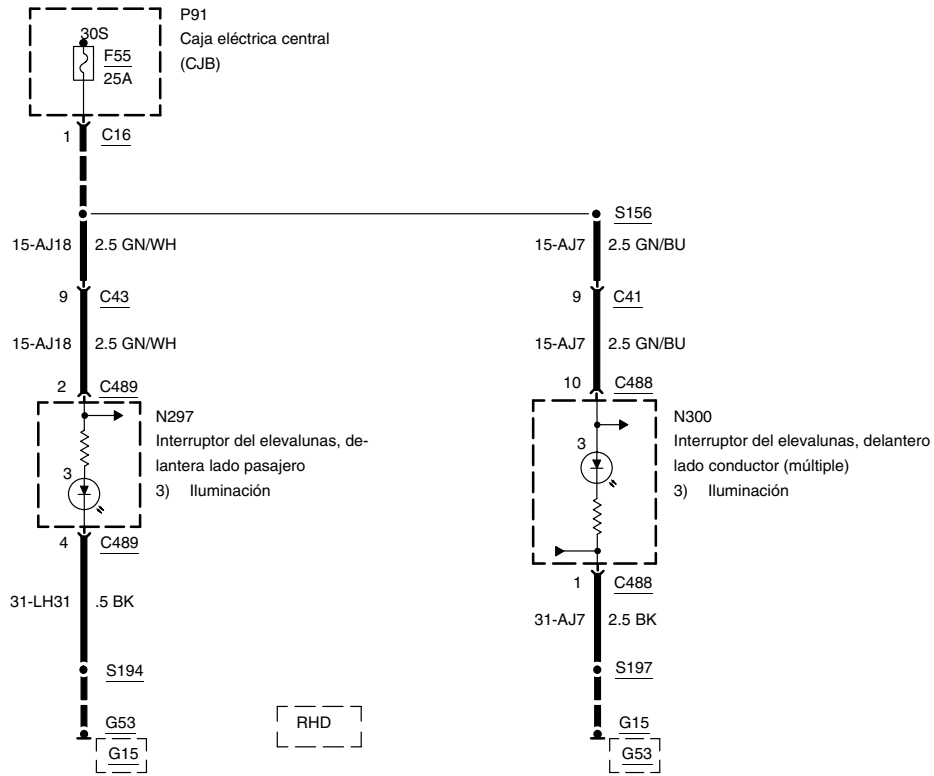 P91
30S
Caja eléctrica central
F55
(CJB)
25A
1 C16
S156
15-AJ18 2.5 GN/WH 15-AJ7 2.5 GN/BU
9 C43 9 C41
15-AJ18 2.5 GN/WH 15-AJ7 2.5 GN/BU
2 C489 10 C488
N297
Interruptor del elevalunas, de-
lantera lado pasajero
3) Iluminación
3
N300
Interruptor del elevalunas, delantero
lado conductor (múltiple)
3) Iluminación
3
4 C489
1 C488
31-LH31 .5 BK
31-AJ7 2.5 BK
S194 S197
G53 RHD G15
G15 G53